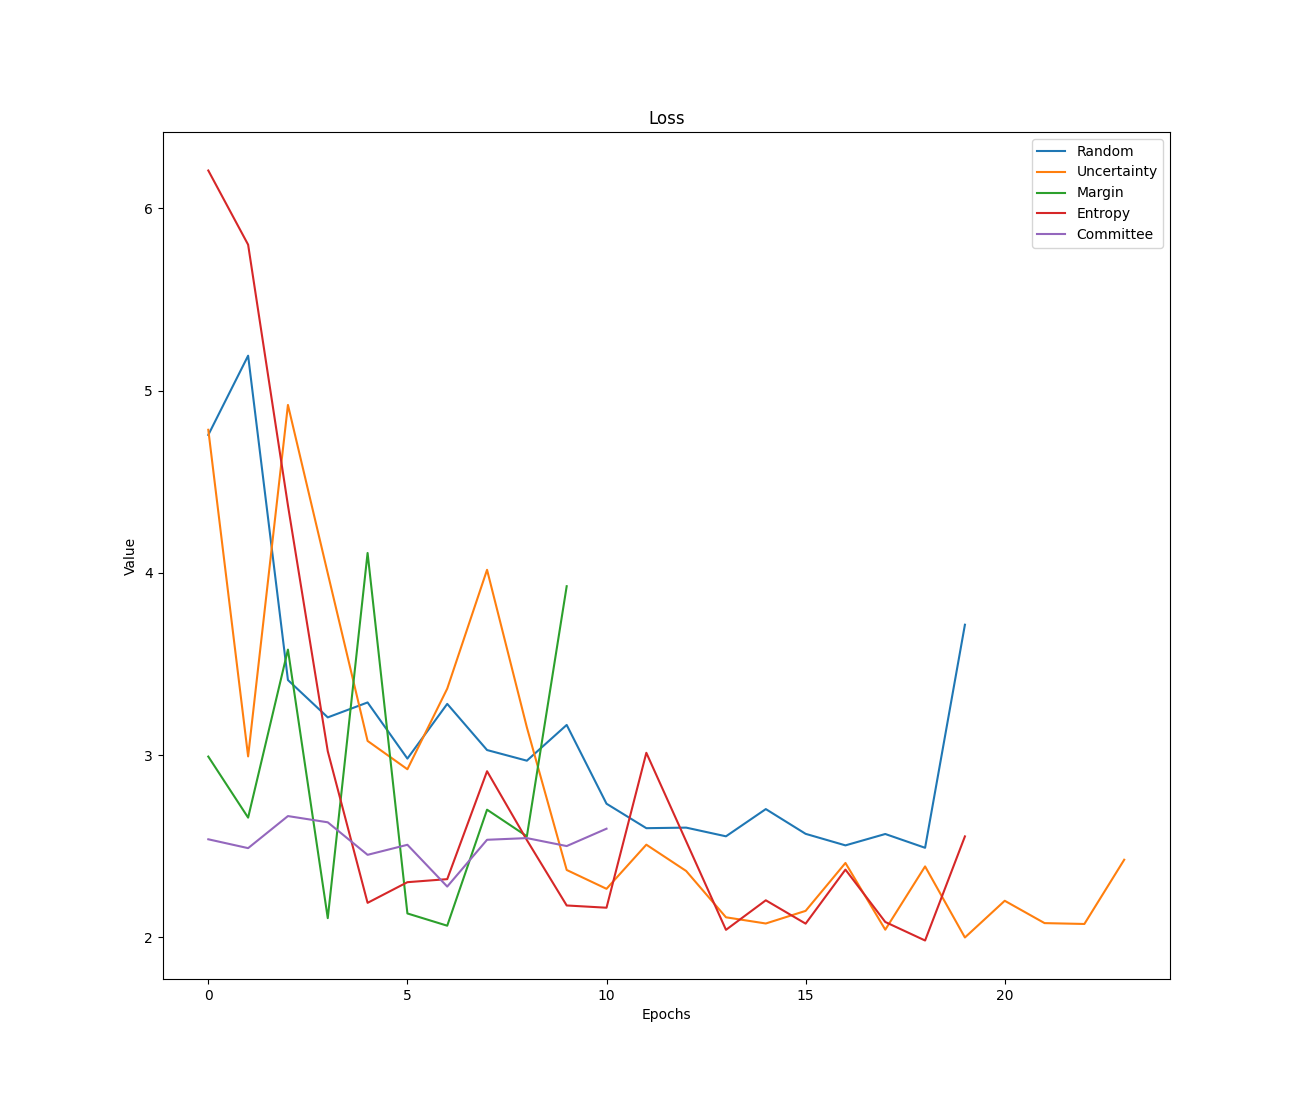 Loss
Random
Uncertainty
Margin
Entropy
Committee
6
5
4
3
2
Value
0 5 10 15 20
Epochs